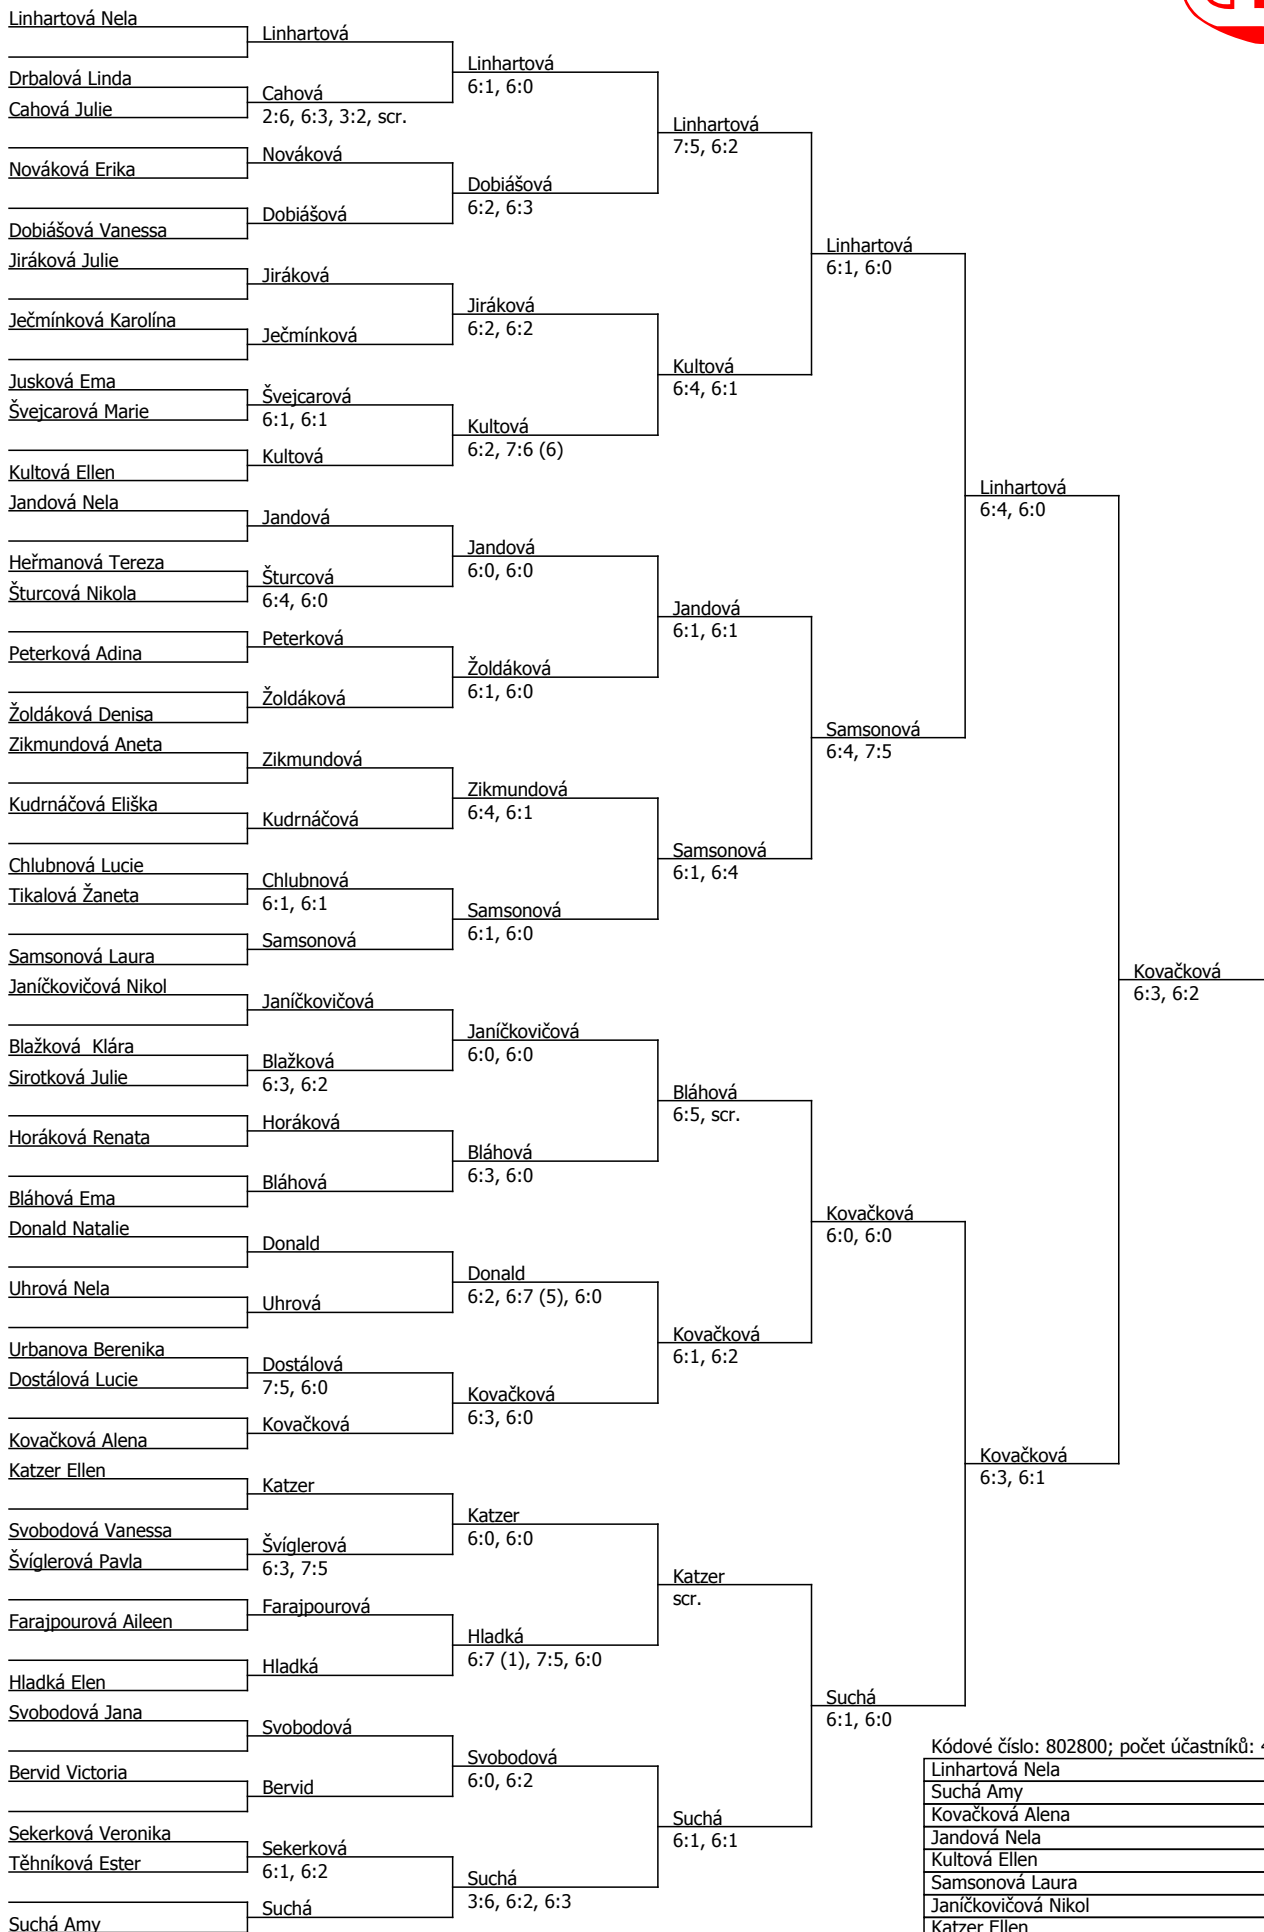 Linhartová Nela
Drbalová Linda
Cahová Julie
Nováková Erika
Dobiášová Vanessa
Jiráková Julie
Ječmínková Karolína
Jusková Ema
Švejcarová Marie
Kultová Ellen
Jandová Nela
Heřmanová Tereza
Šturcová Nikola
Peterková Adina
Žoldáková Denisa
Zikmundová Aneta
Kudrnáčová Eliška
Chlubnová Lucie
Tikalová Žaneta
Samsonová Laura
Janíčkovičová Nikol
Blažková  Klára
Sirotková Julie
Horáková Renata
Bláhová Ema
Donald Natalie
Uhrová Nela
Urbanova Berenika
Dostálová Lucie
Kovačková Alena
Katzer Ellen
Svobodová Vanessa
Švíglerová Pavla
Farajpourová Aileen
Hladká Elen
Svobodová Jana
Bervid Victoria
Sekerková Veronika
Těhníková Ester
Suchá Amy
Linhartová
Cahová
2:6, 6:3, 3:2, scr.
Nováková
Dobiášová
Jiráková
Ječmínková
Švejcarová
6:1, 6:1
Kultová
Jandová
Šturcová
6:4, 6:0
Peterková
Žoldáková
Zikmundová
Kudrnáčová
Chlubnová
6:1, 6:1
Samsonová
Janíčkovičová
Blažková
6:3, 6:2
Horáková
Bláhová
Donald
Uhrová
Dostálová
7:5, 6:0
Kovačková
Katzer
Švíglerová
6:3, 7:5
Farajpourová
Hladká
Svobodová
Bervid
Sekerková
6:1, 6:2
Suchá
Linhartová
6:1, 6:0
Dobiášová
6:2, 6:3
Jiráková
6:2, 6:2
Kultová
6:2, 7:6 (6)
Jandová
6:0, 6:0
Žoldáková
6:1, 6:0
Zikmundová
6:4, 6:1
Samsonová
6:1, 6:0
Janíčkovičová
6:0, 6:0
Bláhová
6:3, 6:0
Donald
6:2, 6:7 (5), 6:0
Kovačková
6:3, 6:0
Katzer
6:0, 6:0
Hladká
6:7 (1), 7:5, 6:0
Svobodová
6:0, 6:2
Suchá
3:6, 6:2, 6:3
Linhartová
7:5, 6:2
Kultová
6:4, 6:1
Jandová
6:1, 6:1
Samsonová
6:1, 6:4
Bláhová
6:5, scr.
Kovačková
6:1, 6:2
Katzer
scr.
Suchá
6:1, 6:1
Linhartová
6:1, 6:0
Samsonová
6:4, 7:5
Kovačková
6:0, 6:0
Suchá
6:1, 6:0
Linhartová
6:4, 6:0
Kovačková
6:3, 6:1
Kovačková
6:3, 6:2
Kódové číslo: 802800; počet účastníků:
Linhartová Nela
Suchá Amy
Kovačková Alena
Jandová Nela
Kultová Ellen
Samsonová Laura
Janíčkovičová Nikol
Katzer Ellen